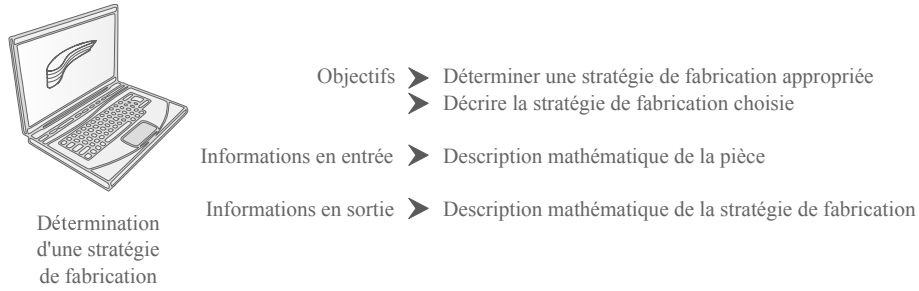 Objectifs ➤ Déterminer une stratégie de fabrication appropriée
➤ Décrire la stratégie de fabrication choisie
Informations en entrée ➤ Description mathématique de la pièce
Informations en sortie ➤ Description mathématique de la stratégie de fabrication
Détermination
d'une stratégie
de fabrication